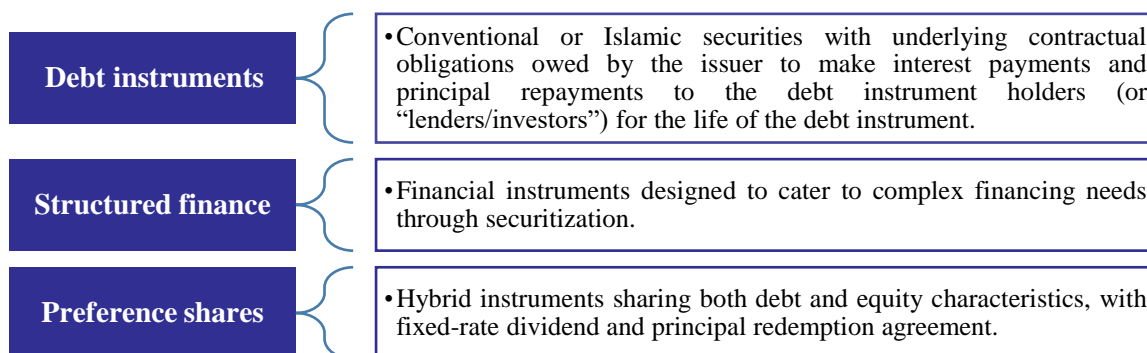 Debt instruments
•Conventional or Islamic securities with underlying contractual
obligations owed by the issuer to make interest payments and
principal repayments to the debt instrument holders (or
“lenders/investors”) for the life of the debt instrument.
Structured finance
•Financial instruments designed to cater to complex financing needs
through securitization.
Preference shares
•Hybrid instruments sharing both debt and equity characteristics, with
fixed-rate dividend and principal redemption agreement.